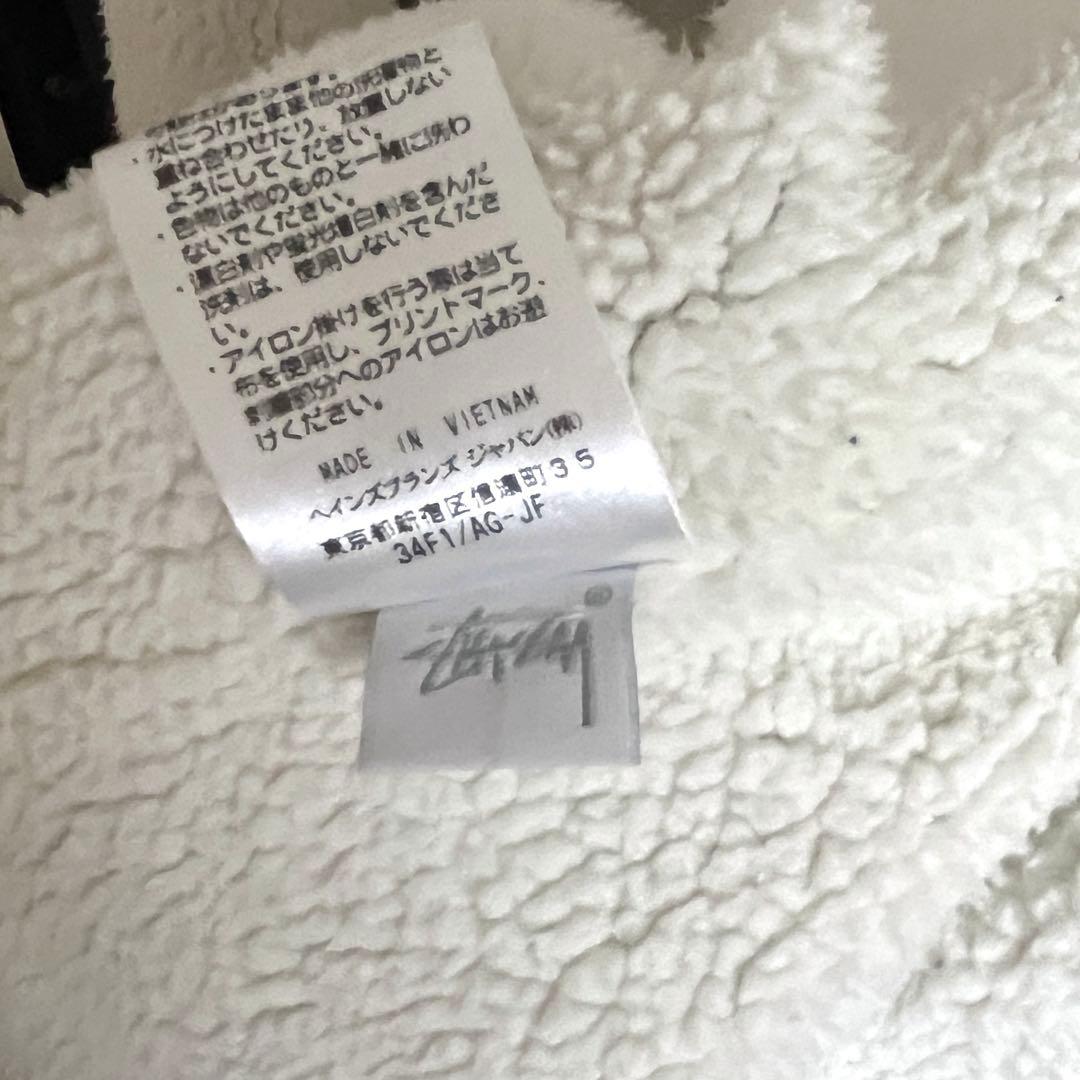 ・水につけたまま他の洗濯物と
重ね合わせたり、放置しない
ようにしてください。
・色物は他のものと一緒に洗わ
ないでください。
・漂白剤や蛍光増白剤を含んだ
洗剤は、使用しないでくださ
い。
・アイロン掛けを行う際は当て
布を使用し、プリントマーク、
刺繍部分へのアイロンはお避
けください。
MADE IN VIETNAM
ヘインズブランズ ジャパン(株)
東京都新宿区信濃町35
34F1/AG-JF
STÜSSY
®